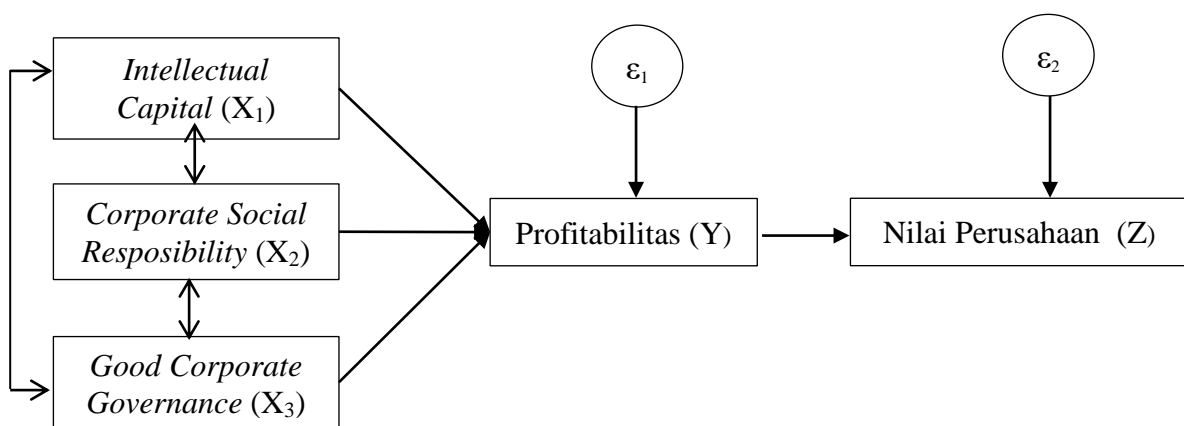 Intellectual
Capital (X₁)
Corporate Social
Resposibility (X₂)
Good Corporate
Governance (X₃)
ε₁
Profitabilitas (Y)
ε₂
Nilai Perusahaan (Z)